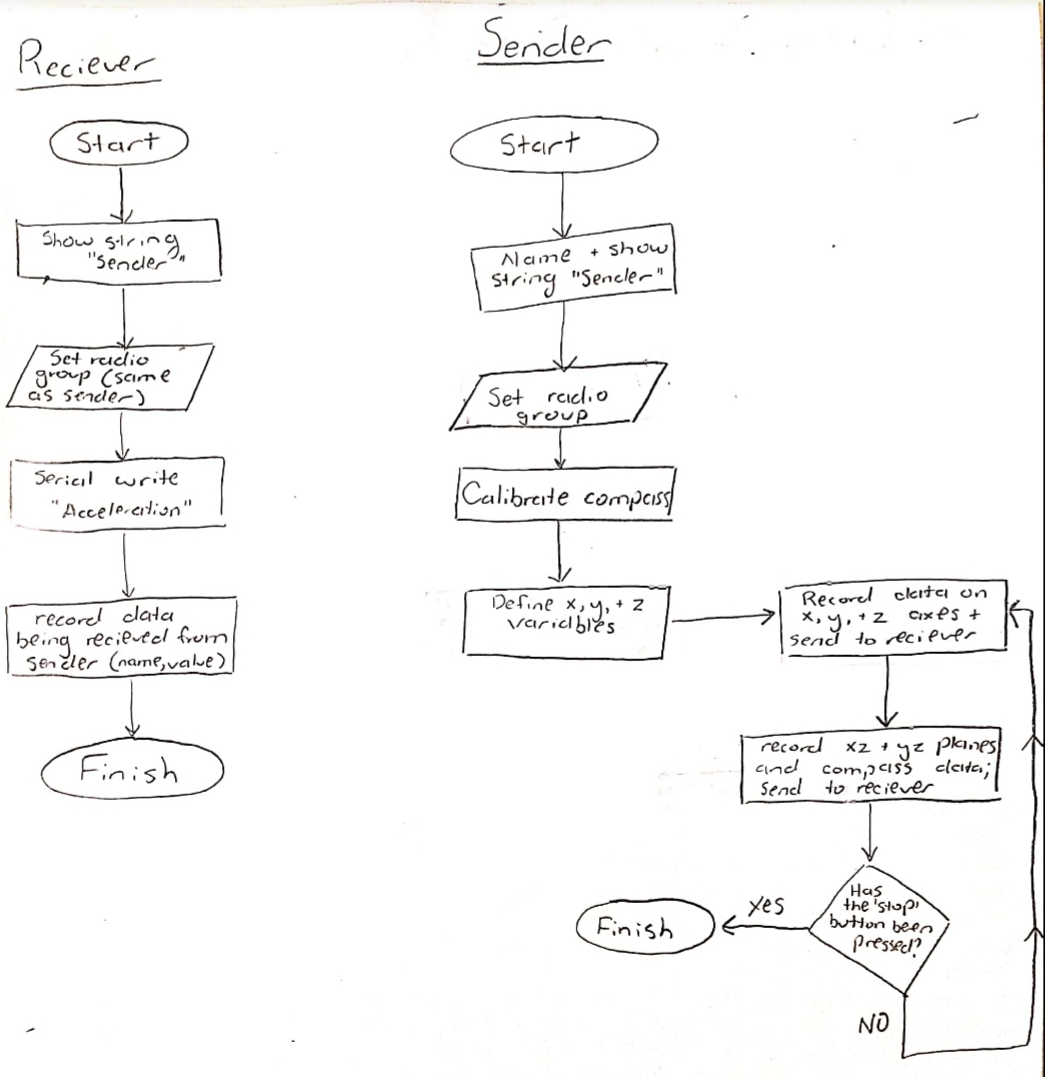 Reciever
Start
Show string
"Sender"
Set radio
group (same
as sender)
Serial write
"Acceleration"
record data
being recieved from
sender (name,value)
Finish
Sender
Start
Name + show
string "Sender"
Set radio
group
Calibrate compass
Define x, y, + z
variables
Record data on
x, y, + z axes +
send to reciever
record xz + yz planes
and compass data;
send to reciever
Has
the 'stop'
button been
pressed?
yes
Finish
NO